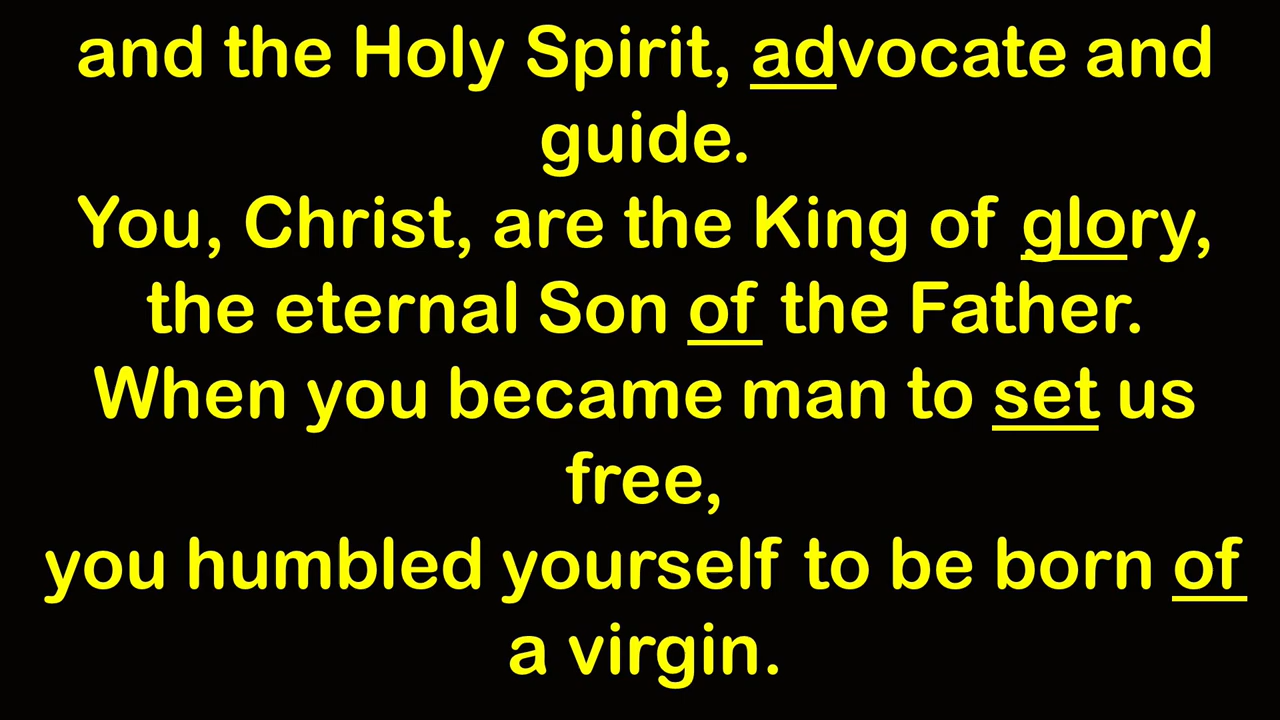 and the Holy Spirit, advocate and
guide.
You, Christ, are the King of glory,
the eternal Son of the Father.
When you became man to set us
free,
you humbled yourself to be born of
a virgin.